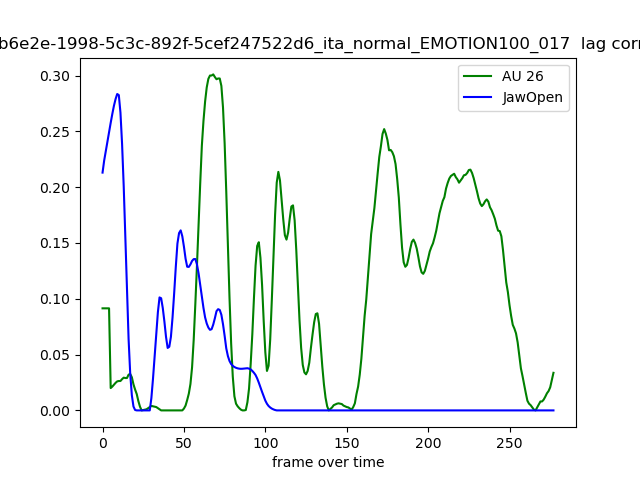 b6e2e-1998-5c3c-892f-5cef247522d6_ita_normal_EMOTION100_017 lag corr
AU 26
JawOpen
0.30
0.25
0.20
0.15
0.10
0.05
0.00
0 50 100 150 200 250
frame over time